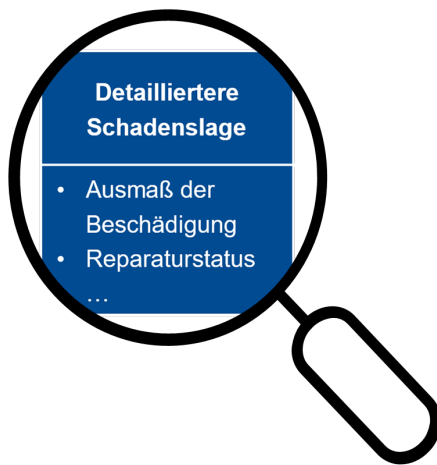 Detailliertere
Schadenslage
• Ausmaß der
Beschädigung
• Reparaturstatus
…